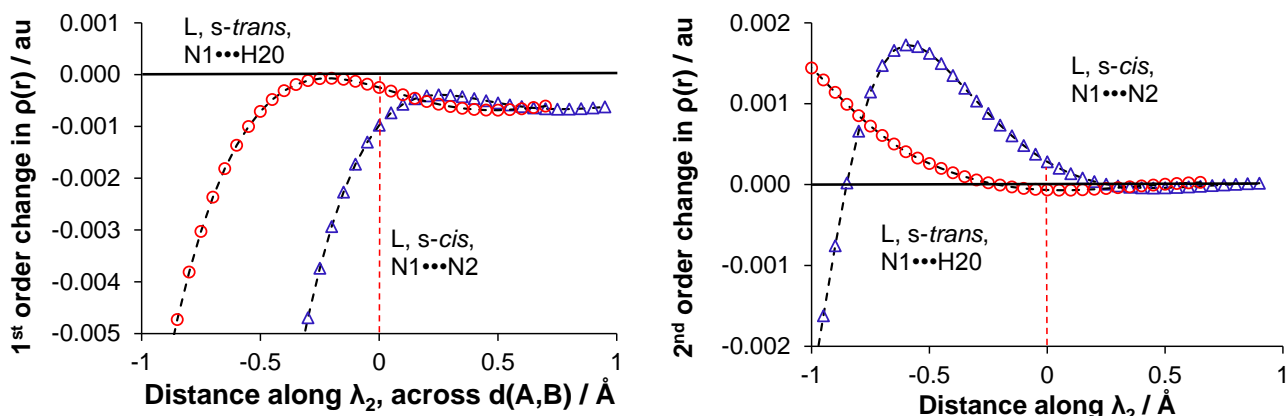 0.001
0.000
-0.001
-0.002
-0.003
-0.004
-0.005
1st order change in ρ(r) / au
L, s-trans,
N1•••H20
L, s-cis,
N1•••N2
-1
-0.5
0
0.5
1
Distance along λ2, across d(A,B) / Å
0.002
0.001
0.000
-0.001
-0.002
2nd order change in ρ(r) / au
L, s-cis,
N1•••N2
L, s-trans,
N1•••H20
-1
-0.5
0
0.5
1
Distance along λ2 / Å